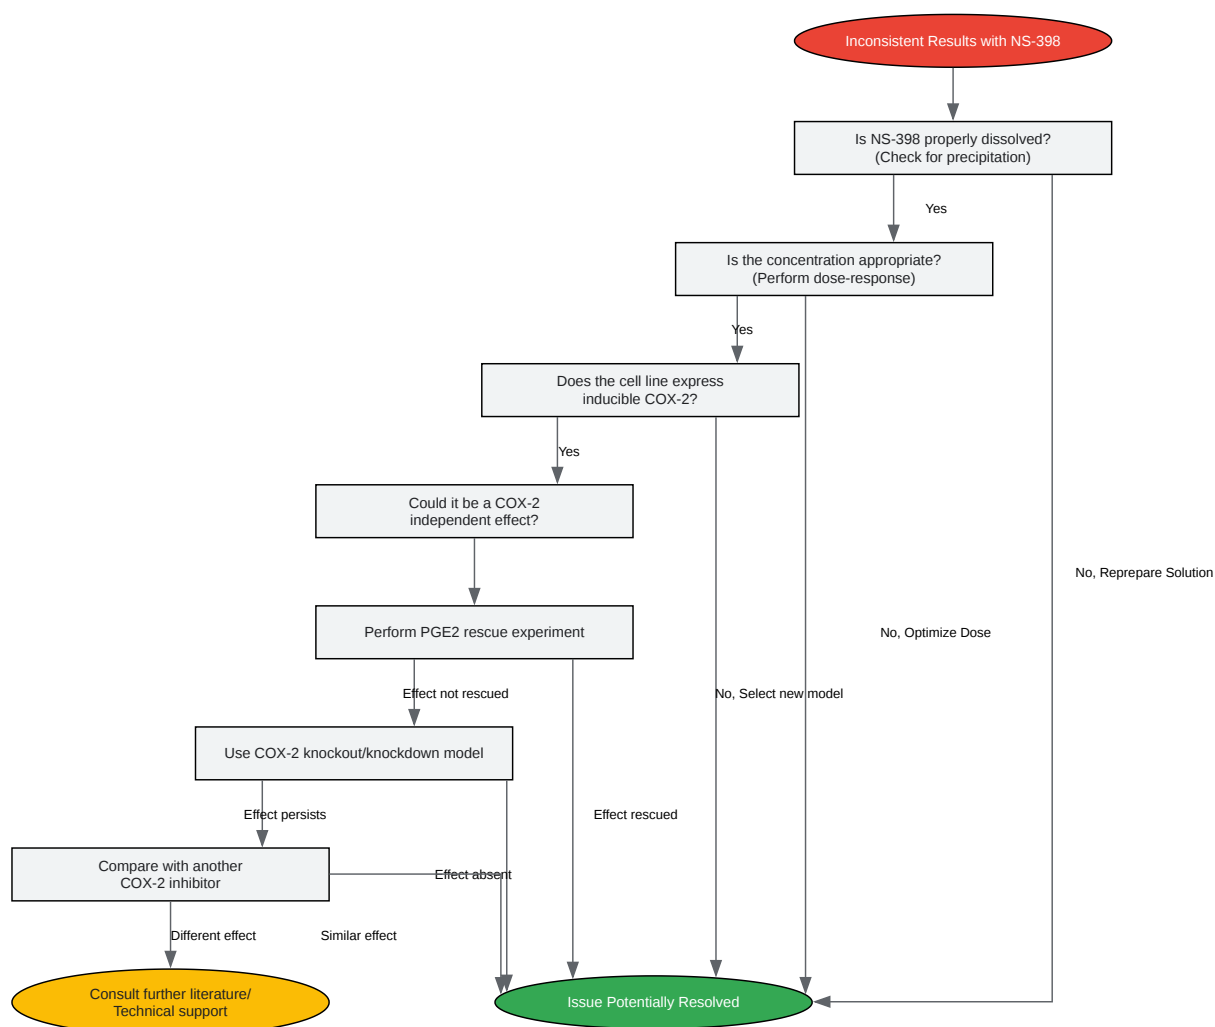 Inconsistent Results with NS-398
Is NS-398 properly dissolved?
(Check for precipitation)
Yes
Is the concentration appropriate?
(Perform dose-response)
Yes
Does the cell line express
inducible COX-2?
Yes
Could it be a COX-2
independent effect?
No, Reprepare Solution
Perform PGE2 rescue experiment
No, Optimize Dose
Effect not rescued
No, Select new model
Use COX-2 knockout/knockdown model
Effect persists
Effect rescued
Compare with another
COX-2 inhibitor
Effect absent
Different effect
Similar effect
Consult further literature/
Technical support
Issue Potentially Resolved